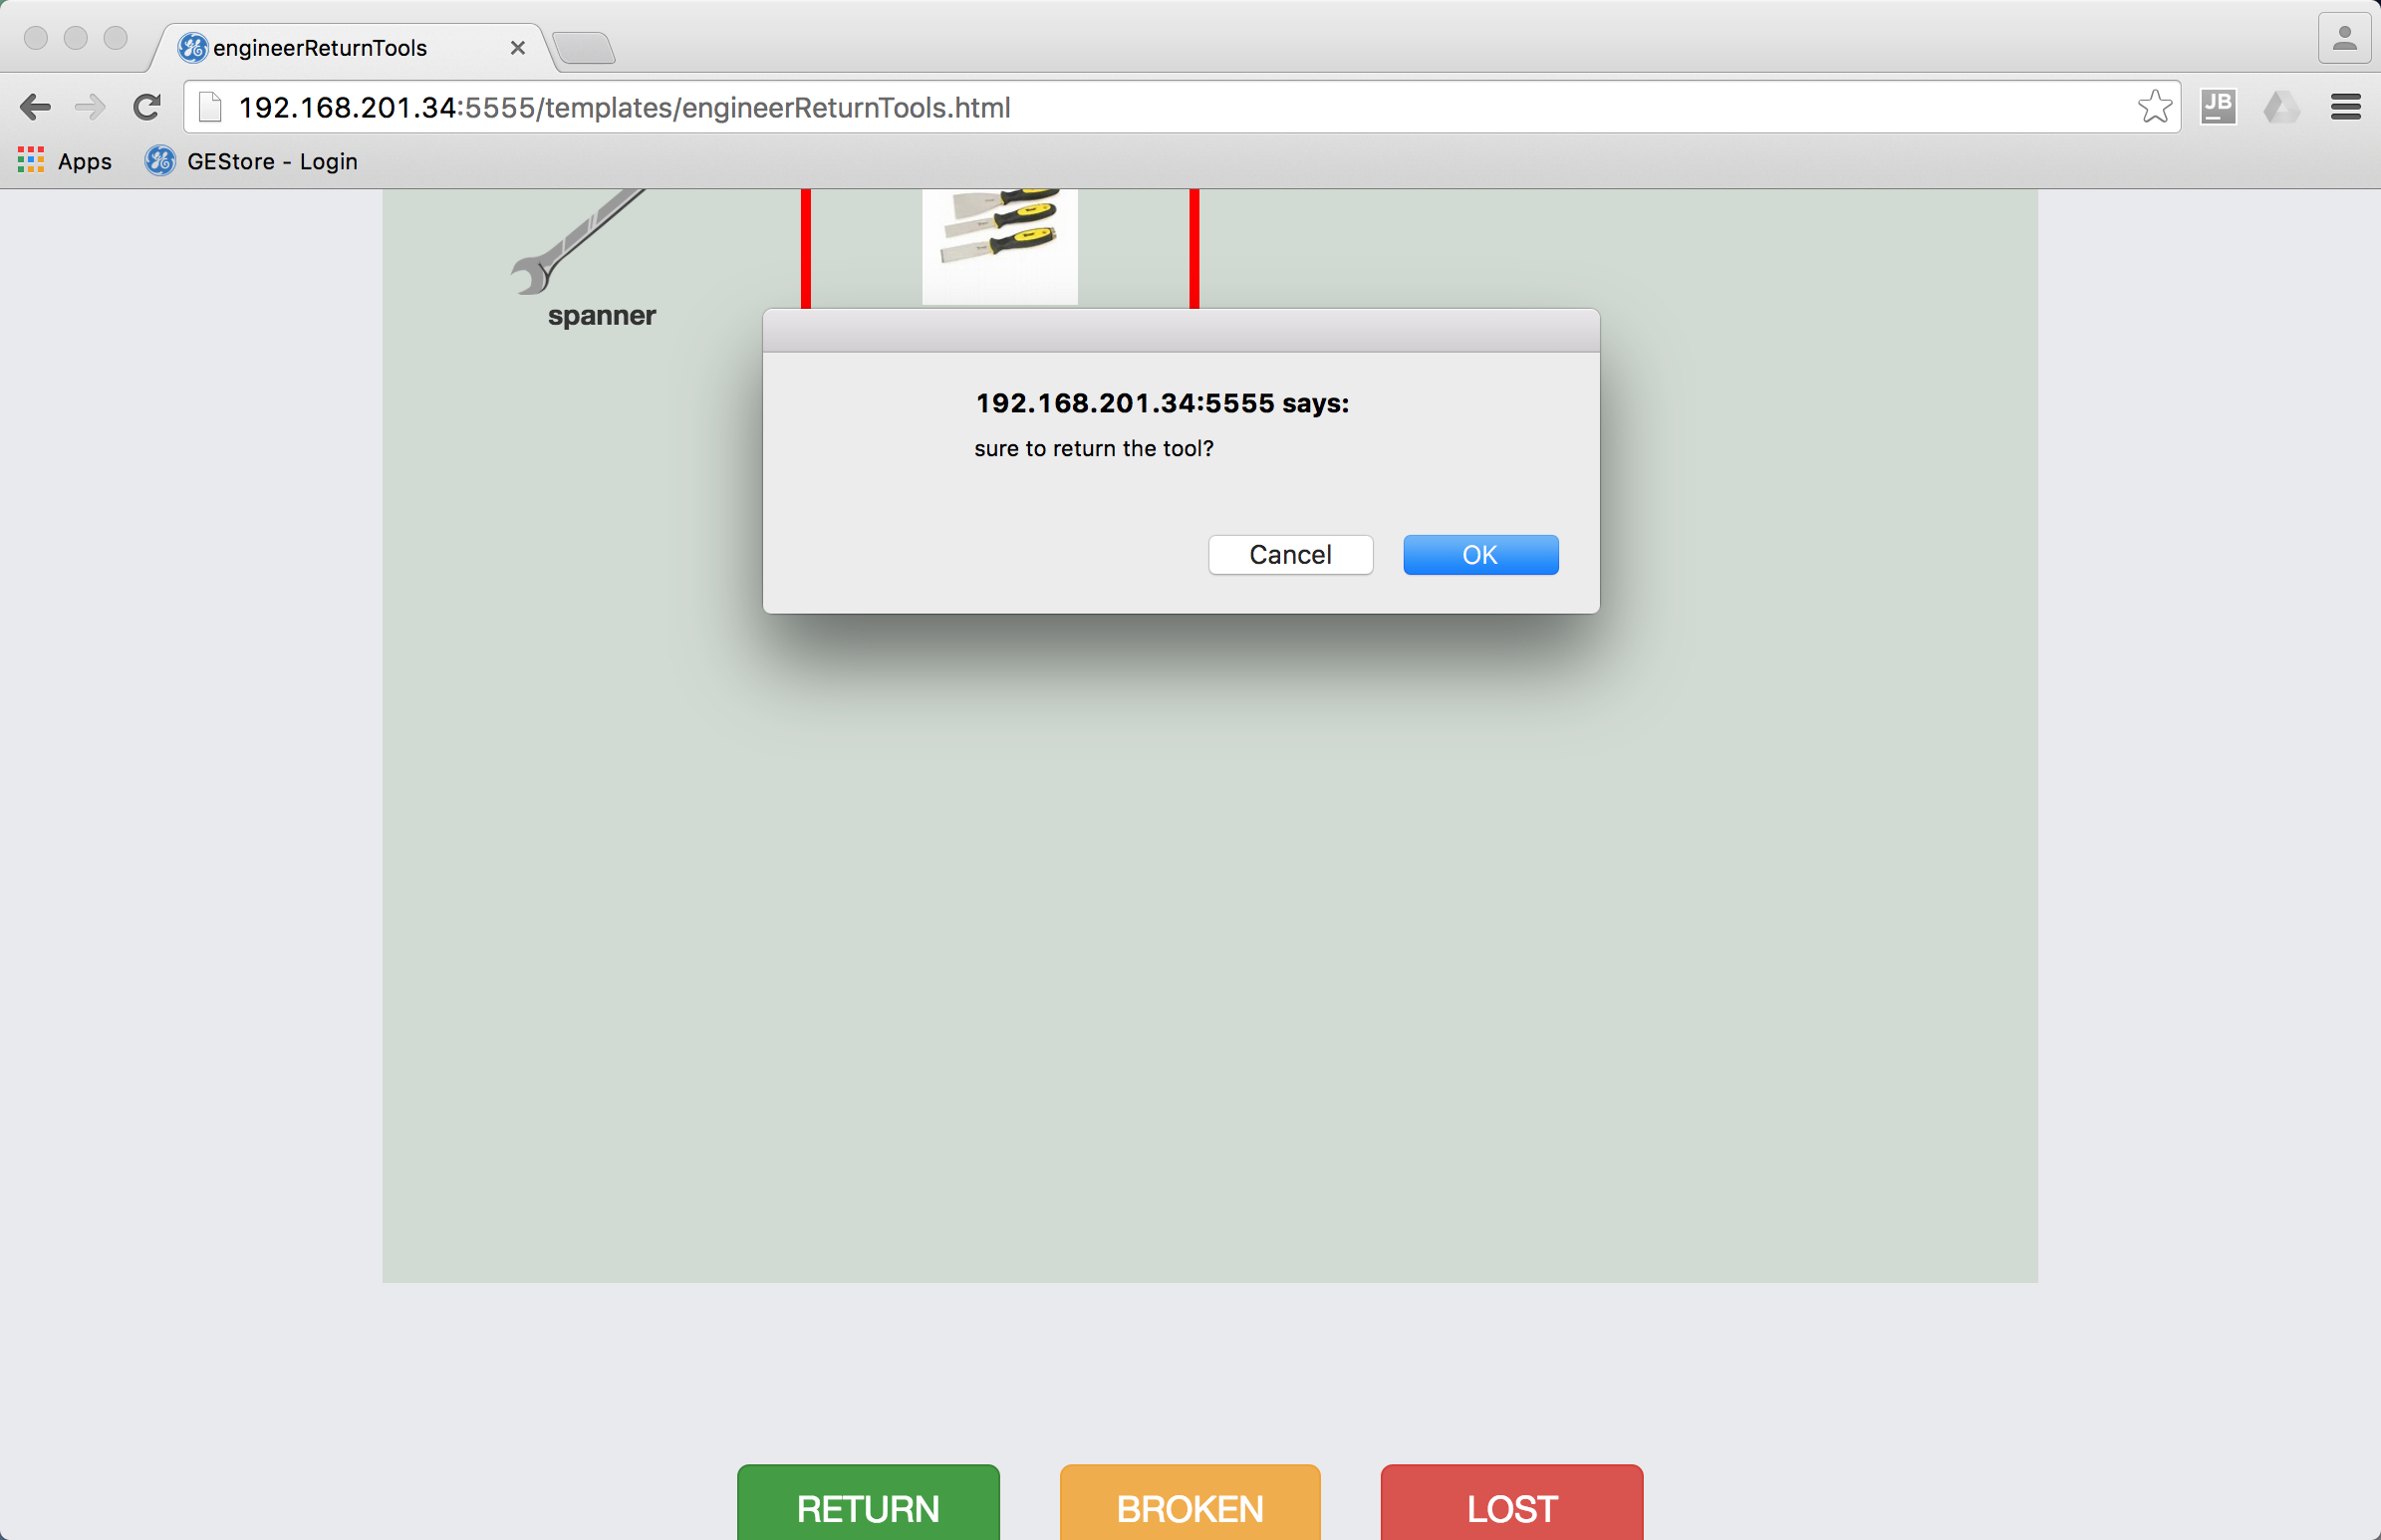 engineerReturnTools
192.168.201.34:5555/templates/engineerReturnTools.html
JB
Apps
GEStore - Login
spanner
192.168.201.34:5555 says:
sure to return the tool?
Cancel
OK
RETURN
BROKEN
LOST